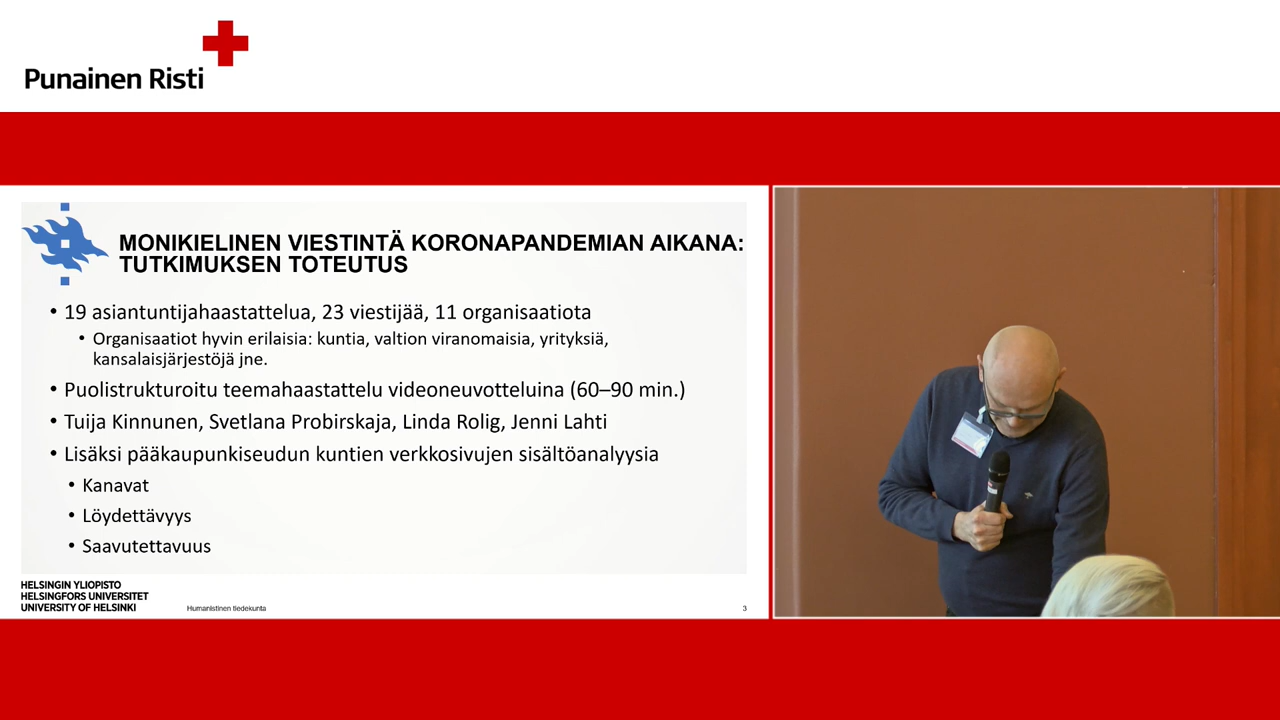 Punainen Risti
MONIKIELINEN VIESTINTÄ KORONAPANDEMIAN AIKANA:
TUTKIMUKSEN TOTEUTUS
• 19 asiantuntijahaastattelua, 23 viestijää, 11 organisaatiota
• Organisaatiot hyvin erilaisia: kuntia, valtion viranomaisia, yrityksiä,
kansalaisjärjestöjä jne.
• Puolistrukturoitu teemahaastattelu videoneuvotteluina (60–90 min.)
• Tuija Kinnunen, Svetlana Probirskaja, Linda Rolig, Jenni Lahti
• Lisäksi pääkaupunkiseudun kuntien verkkosivujen sisältöanalyysia
• Kanavat
• Löydettävyys
• Saavutettavuus
HELSINGIN YLIOPISTO
HELSINGFORS UNIVERSITET
UNIVERSITY OF HELSINKI
Humanistinen tiedekunta
3